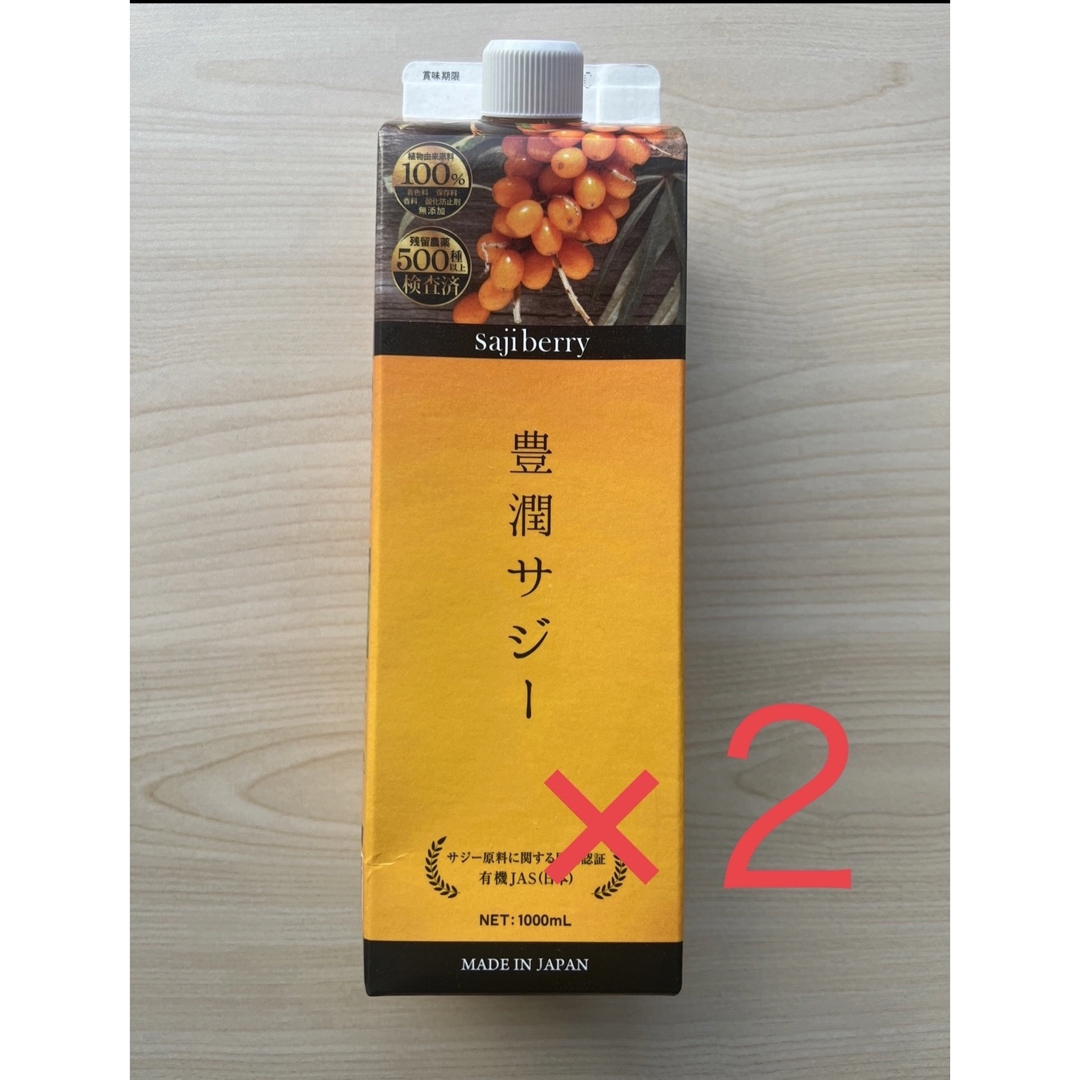 賞味期限
植物由来原料
100%
着色料 保存料
香料 酸化防止剤
無添加
残留農薬
500種以上
検査済
sajiberry
豊潤サジー
×2
サジー原料に関する 認証
有機JAS(日本)
NET:1000mL
MADE IN JAPAN